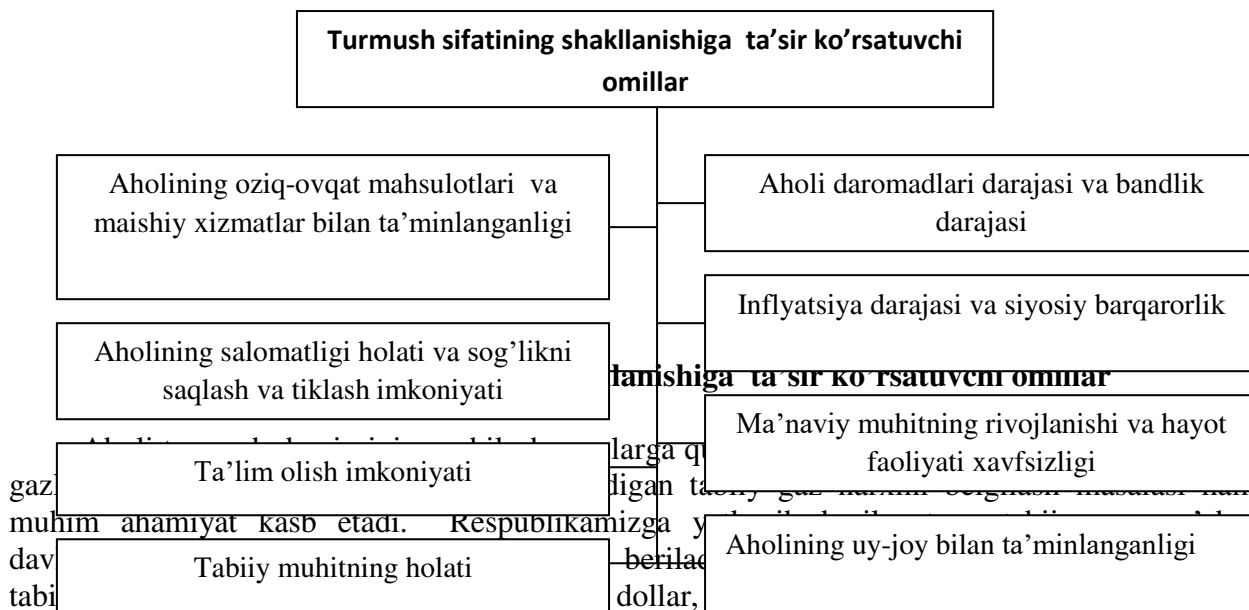 Turmush sifatining shakllanishiga ta’sir ko’rsatuvchi
omillar
Aholining oziq-ovqat mahsulotlari va
maishiy xizmatlar bilan ta’minlanganligi
Aholi daromadlari darajasi va bandlik
darajasi
Inflyatsiya darajasi va siyosiy barqarorlik
Aholining salomatligi holati va sog’likni
saqlash va tiklash imkoniyati
ta’sir ko’rsatuvchi omillar
Ma’naviy muhitning rivojlanishi va hayot
faoliyati xavfsizligi
Ta’lim olish imkoniyati
muhim ahamiyat kasb etadi. Respublikamizga
Aholining uy-joy bilan ta’minlanganligi
Tabiiy muhitning holati
dollar,